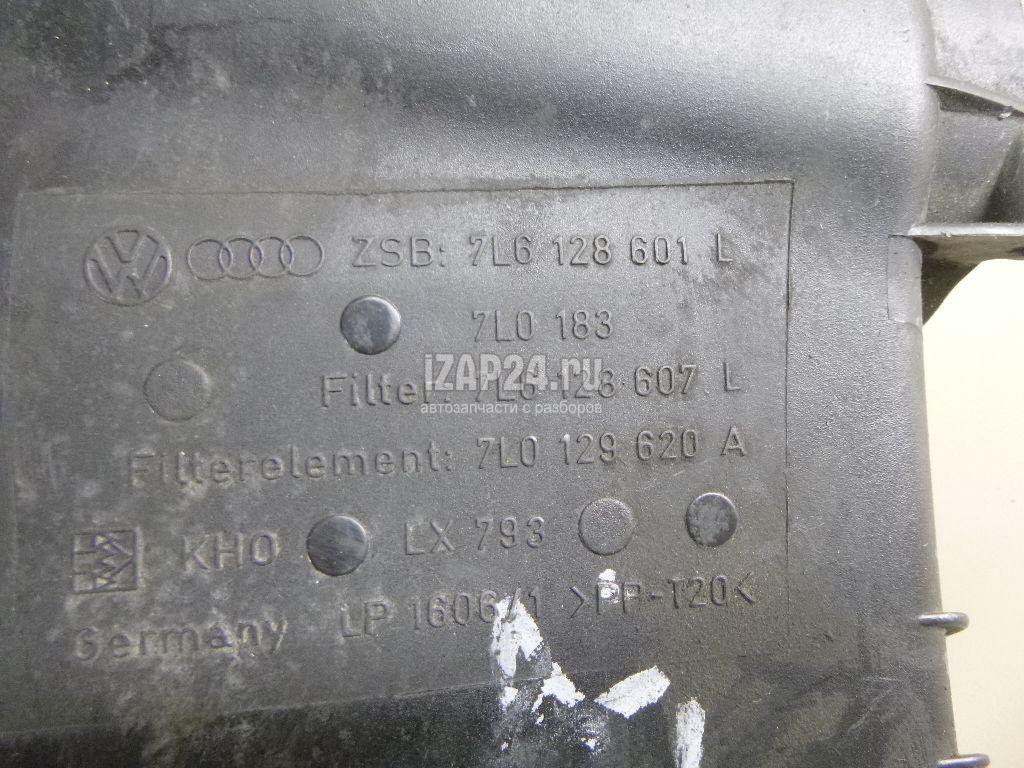 ZSB: 7L6 128 601 L
7L0 183
Filter: 7L6 128 607 L
iZAP24.ru
автозапчасти с разборов
Filterelement: 7L0 129 620 A
KHO LX 793
Germany LP 1606/1 >PP-T20<